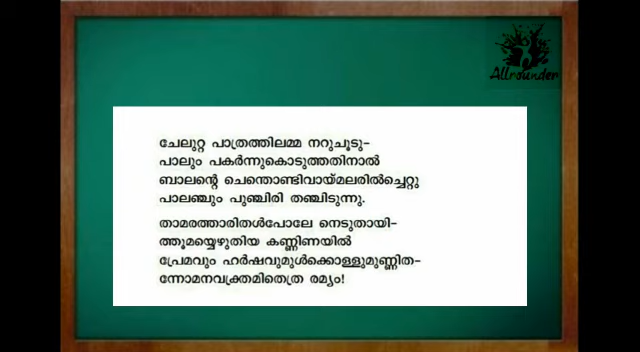 Allrounder
ചേലുറ്റ പാത്രത്തിലമ്മ നറുചൂടു-
പാലും പകർന്നുകൊടുത്തതിനാൽ
ബാലന്റെ ചെന്തൊണ്ടിവായ്മലരിൽച്ചെറ്റു
പാലഞ്ചും പുഞ്ചിരി തഞ്ചിടുന്നു.
താമരത്താരിതൾപോലേ നെടുതായി-
ത്തൂമയ്യെഴുതിയ കണ്ണിണയിൽ
പ്രേമവും ഹർഷവുമുൾക്കൊള്ളുമുണ്ണിത-
ന്നോമനവക്ത്രമിതെത്ര രമ്യം!